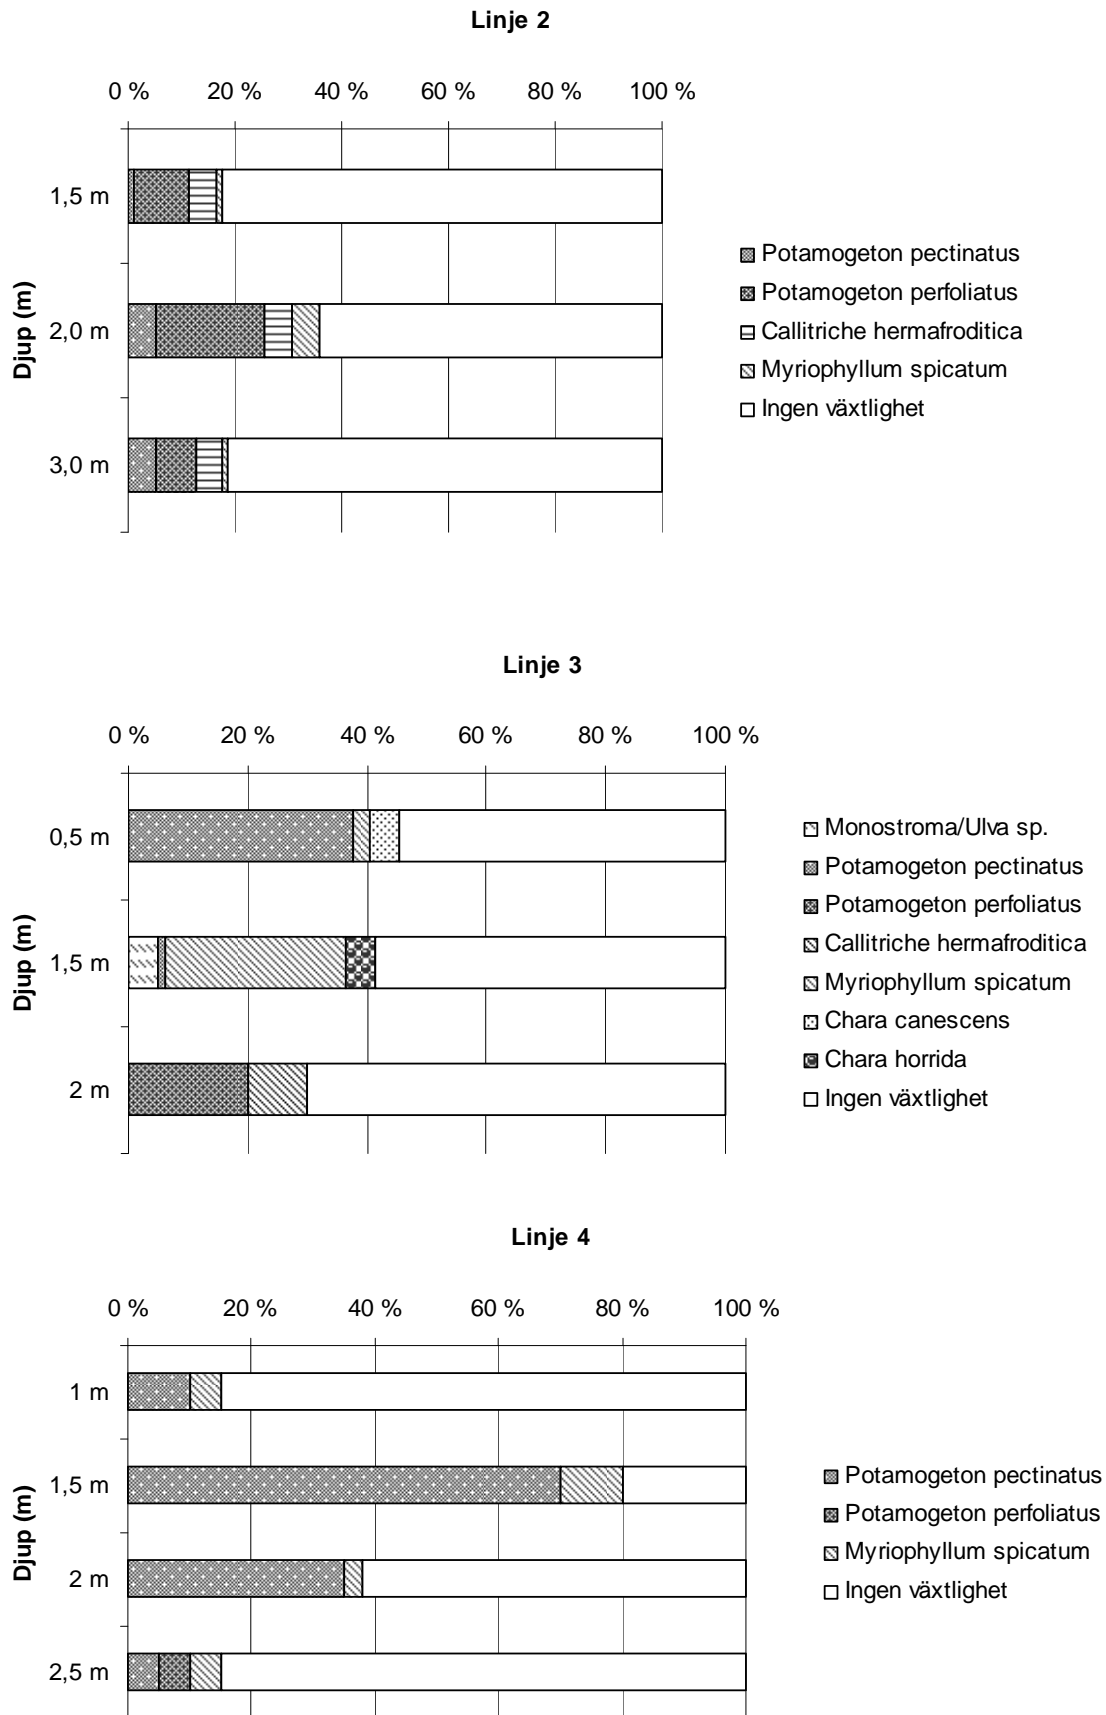 Linje 2
0 % 20 % 40 % 60 % 80 % 100 %
Djup (m)
1,5 m
2,0 m
3,0 m
Potamogeton pectinatus
Potamogeton perfoliatus
Callitriche hermafroditica
Myriophyllum spicatum
Ingen växtlighet
Linje 3
0 % 20 % 40 % 60 % 80 % 100 %
Djup (m)
0,5 m
1,5 m
2 m
Monostroma/Ulva sp.
Potamogeton pectinatus
Potamogeton perfoliatus
Callitriche hermafroditica
Myriophyllum spicatum
Chara canescens
Chara horrida
Ingen växtlighet
Linje 4
0 % 20 % 40 % 60 % 80 % 100 %
Djup (m)
1 m
1,5 m
2 m
2,5 m
Potamogeton pectinatus
Potamogeton perfoliatus
Myriophyllum spicatum
Ingen växtlighet